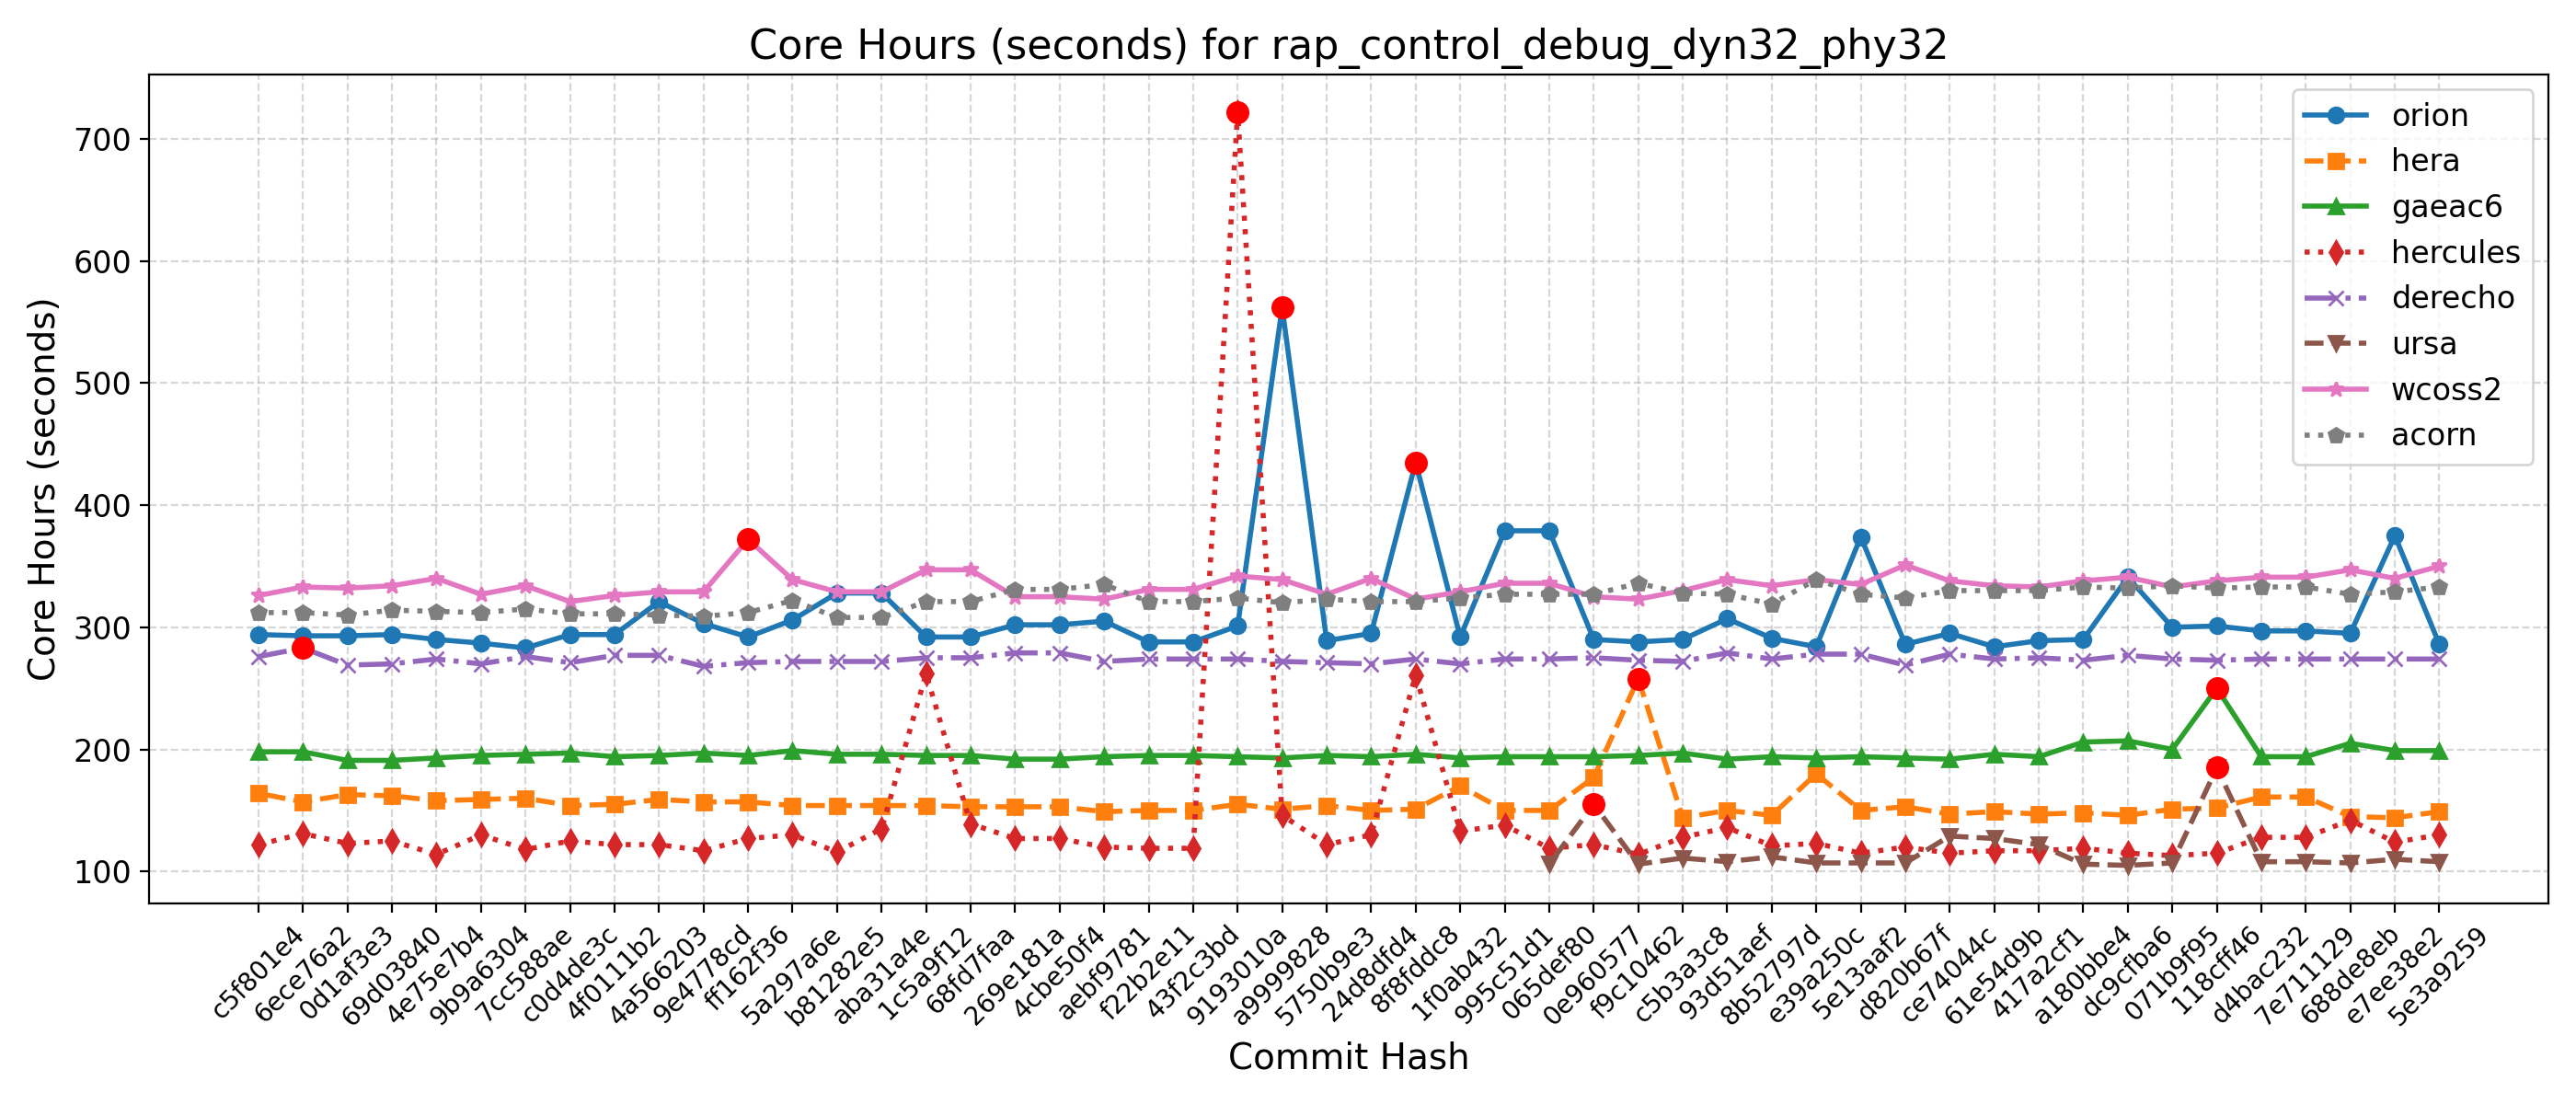 Core Hours (seconds) for rap_control_debug_dyn32_phy32
Core Hours (seconds)
700
600
500
400
300
200
100
orion
hera
gaeac6
hercules
derecho
ursa
wcoss2
acorn
c5f801e4
6ece76a2
0d1af3e3
69d03840
4e75e7b4
9b9a6304
7cc588ae
c0d4de3c
4f0111b2
4a566203
9e4778cd
ff162f36
5a297a6e
b81282e5
aba31a4e
1c5a9f12
68fd7faa
269e181a
4cbe50f4
aebf9781
f22b2e11
43f2c3bd
9193010a
a9999828
5750b9e3
24d8dfd4
8f8fddc8
1f0ab432
995c51d1
065def80
0e960577
f9c10462
c5b3a3c8
93d51aef
8b52797d
e39a250c
5e13aaf2
d820b67f
ce74044c
61e54d9b
417a2cf1
a180bbe4
dc9cfba6
071b9f95
118cff46
d4bac232
7e711129
688de8eb
e7ee38e2
5e3a9259
Commit Hash